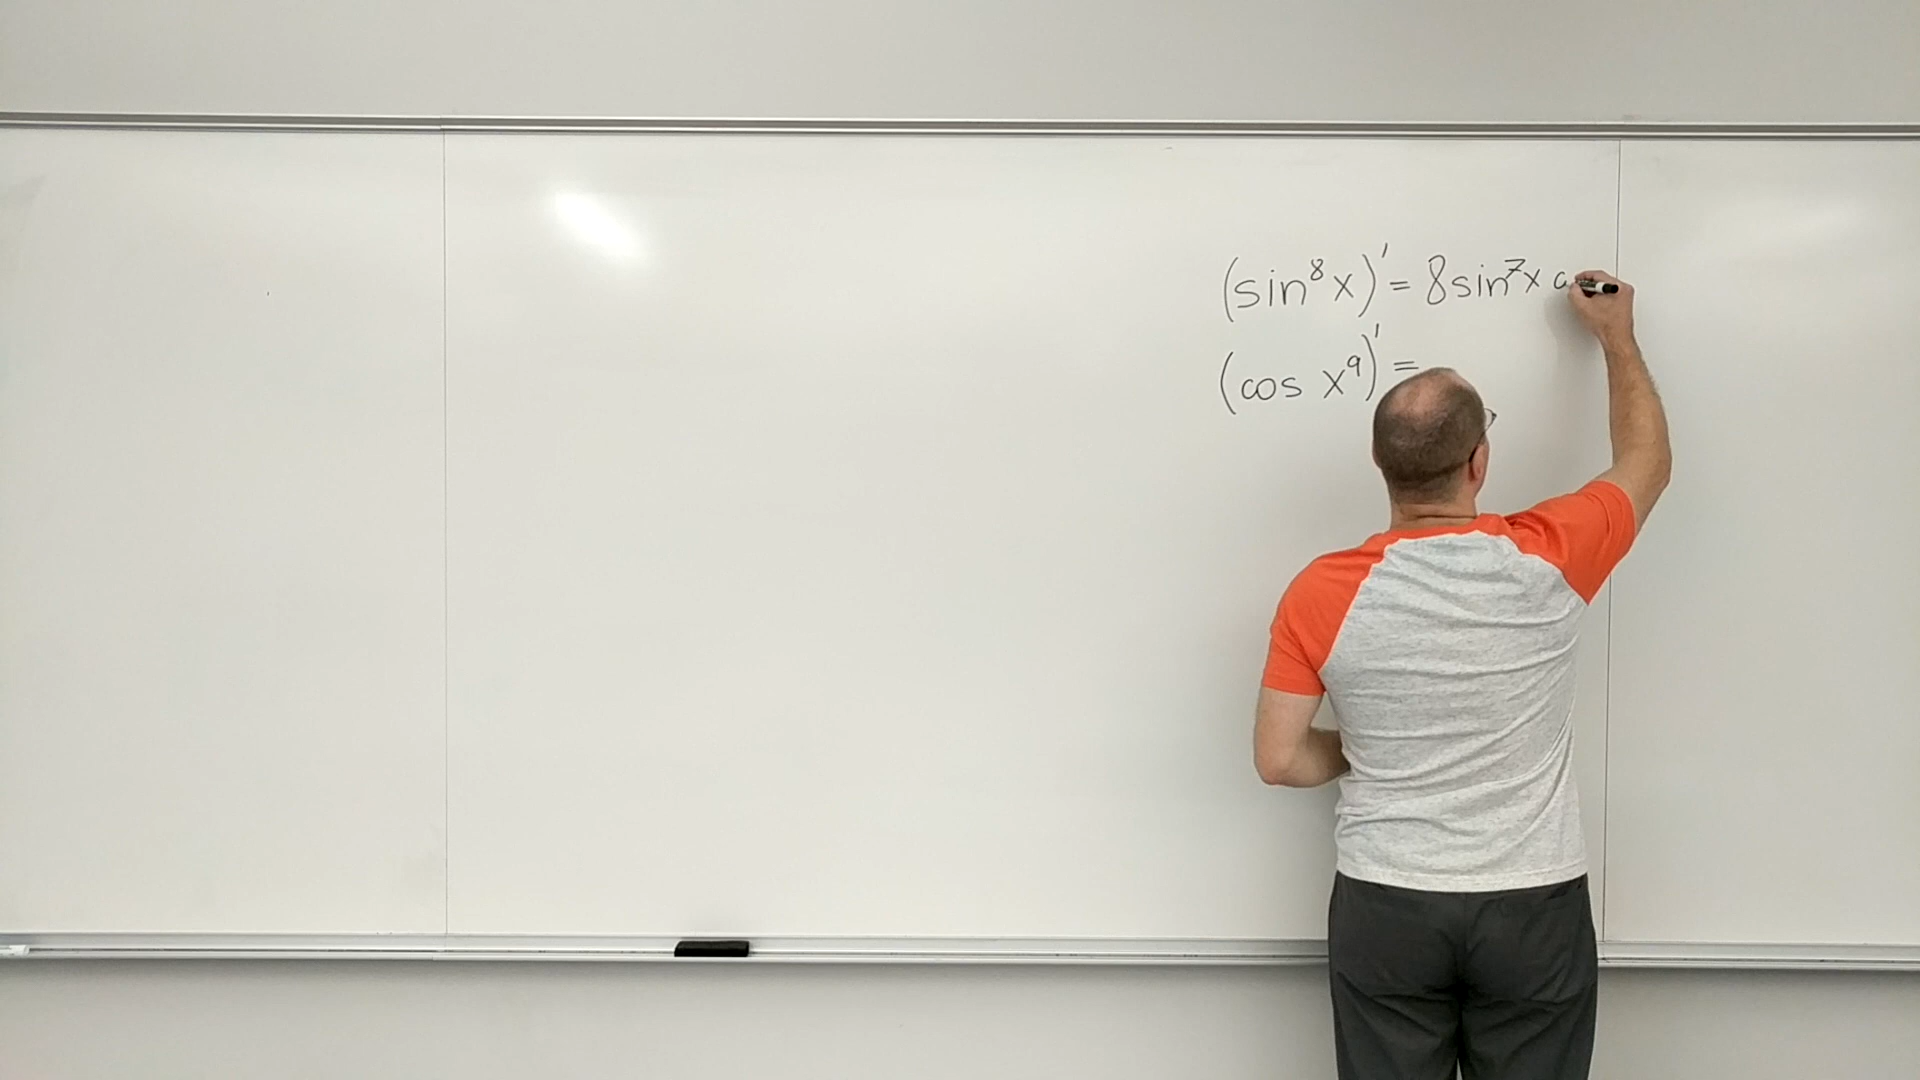 (sin⁸x)' = 8sin⁷x
(cos x⁹)' =